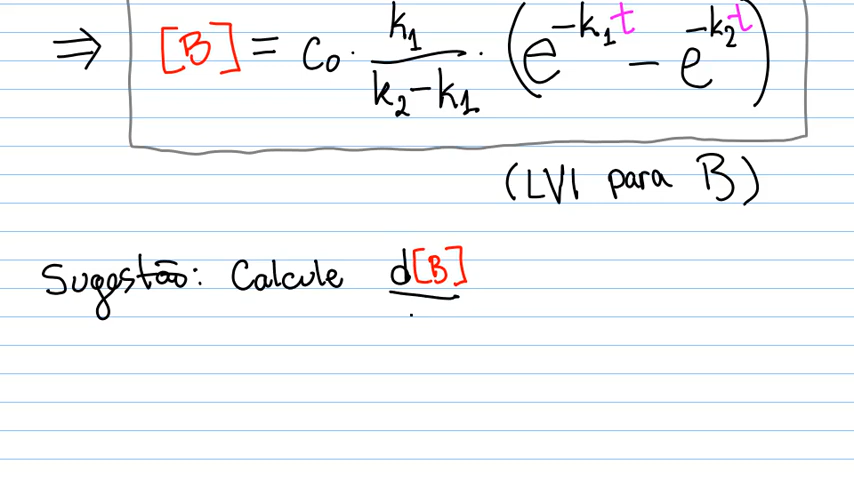 ⇒ [B] = C₀ · k₁/(k₂−k₁) · (e^(−k₁t) − e^(−k₂t))
(LVI para B)
Sugestão: Calcule d[B]